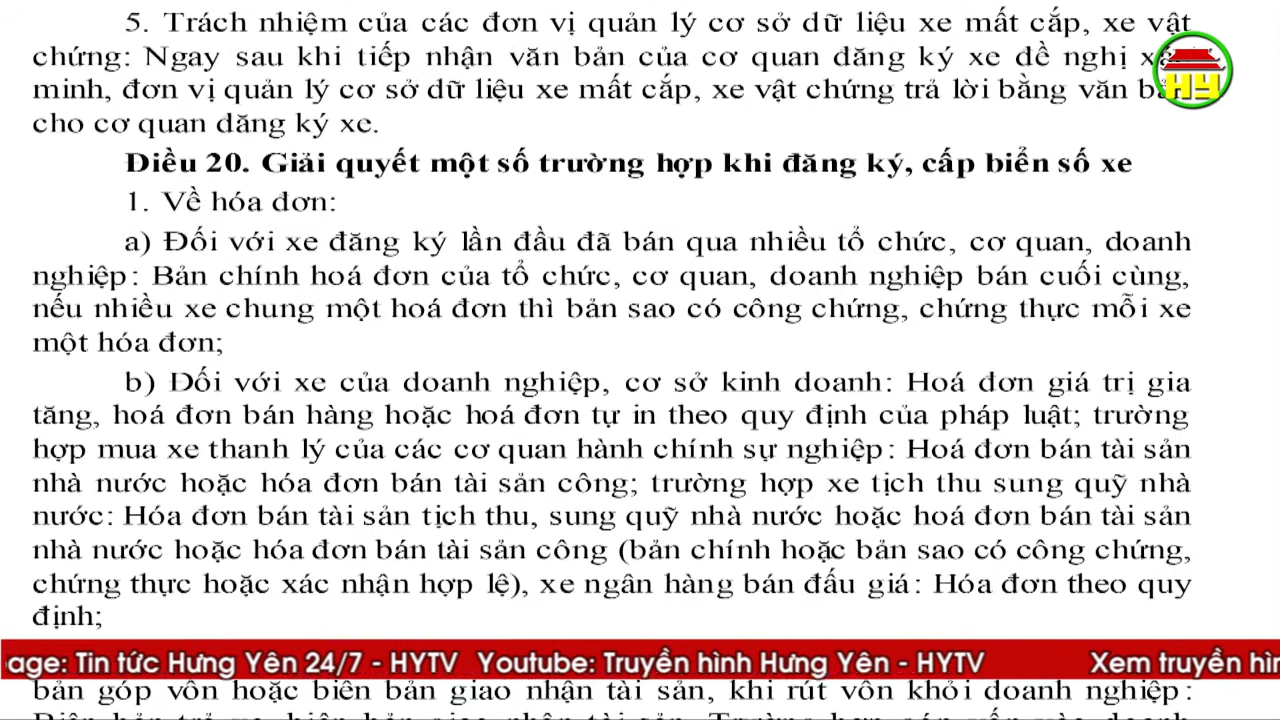 5. Trách nhiệm của các đơn vị quản lý cơ sở dữ liệu xe mất cắp, xe vật
chứng: Ngay sau khi tiếp nhận văn bản của cơ quan đăng ký xe đề nghị
minh, đơn vị quản lý cơ sở dữ liệu xe mất cắp, xe vật chứng trả lời bằng văn
HY
cho cơ quan đăng ký xe.
Điều 20. Giải quyết một số trường hợp khi đăng ký, cấp biển số xe
1. Về hóa đơn:
a) Đối với xe đăng ký lần đầu đã bán qua nhiều tổ chức, cơ quan, doanh
nghiệp: Bản chính hoá đơn của tổ chức, cơ quan, doanh nghiệp bán cuối cùng,
nếu nhiều xe chung một hoá đơn thì bản sao có công chứng, chứng thực mỗi xe
một hóa đơn;
b) Đối với xe của doanh nghiệp, cơ sở kinh doanh: Hoá đơn giá trị gia
tăng, hoá đơn bán hàng hoặc hoá đơn tự in theo quy định của pháp luật; trường
hợp mua xe thanh lý của các cơ quan hành chính sự nghiệp: Hoá đơn bán tài sản
nhà nước hoặc hóa đơn bán tài sản công; trường hợp xe tịch thu sung quỹ nhà
nước: Hóa đơn bán tài sản tịch thu, sung quỹ nhà nước hoặc hoá đơn bán tài sản
nhà nước hoặc hóa đơn bán tài sản công (bản chính hoặc bản sao có công chứng,
chứng thực hoặc xác nhận hợp lệ), xe ngân hàng bán đấu giá: Hóa đơn theo quy
định;
age: Tin tức Hưng Yên 24/7 - HYTV Youtube: Truyền hình Hưng Yên - HYTV Xem truyền hìn
bản góp vốn hoặc biên bản giao nhận tài sản, khi rút vốn khỏi doanh nghiệp: